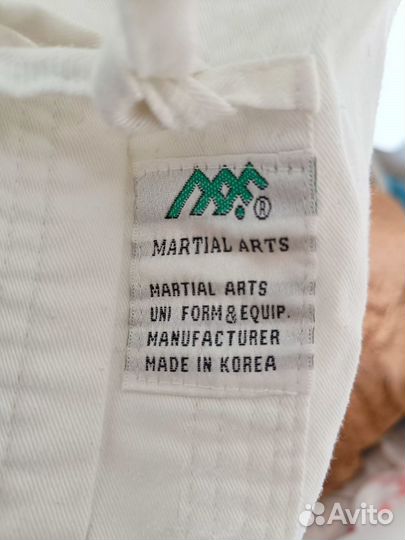 ®
MARTIAL ARTS
MARTIAL ARTS
UNI FORM & EQUIP.
MANUFACTURER
MADE IN KOREA
Avito